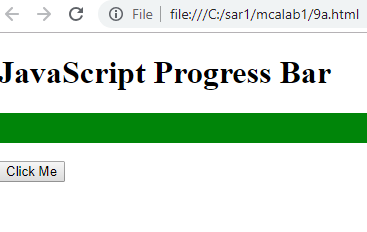 File file:///C:/sar1/mcalab1/9a.html
JavaScript Progress Bar
Click Me